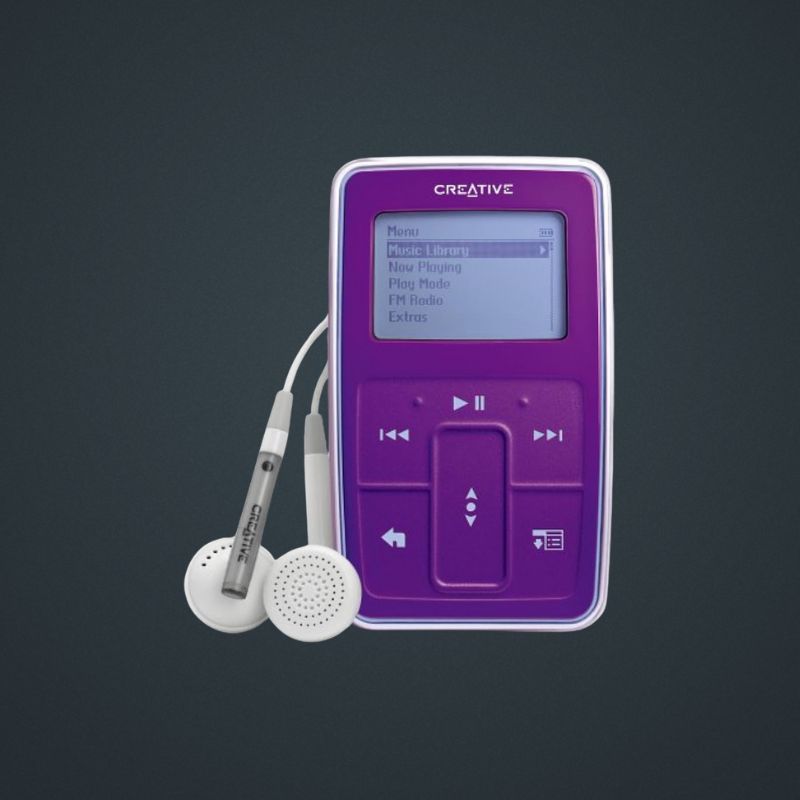 CREATIVE
Menu
Music Library
Now Playing
Play Mode
FM Radio
Extras
CREATIVE